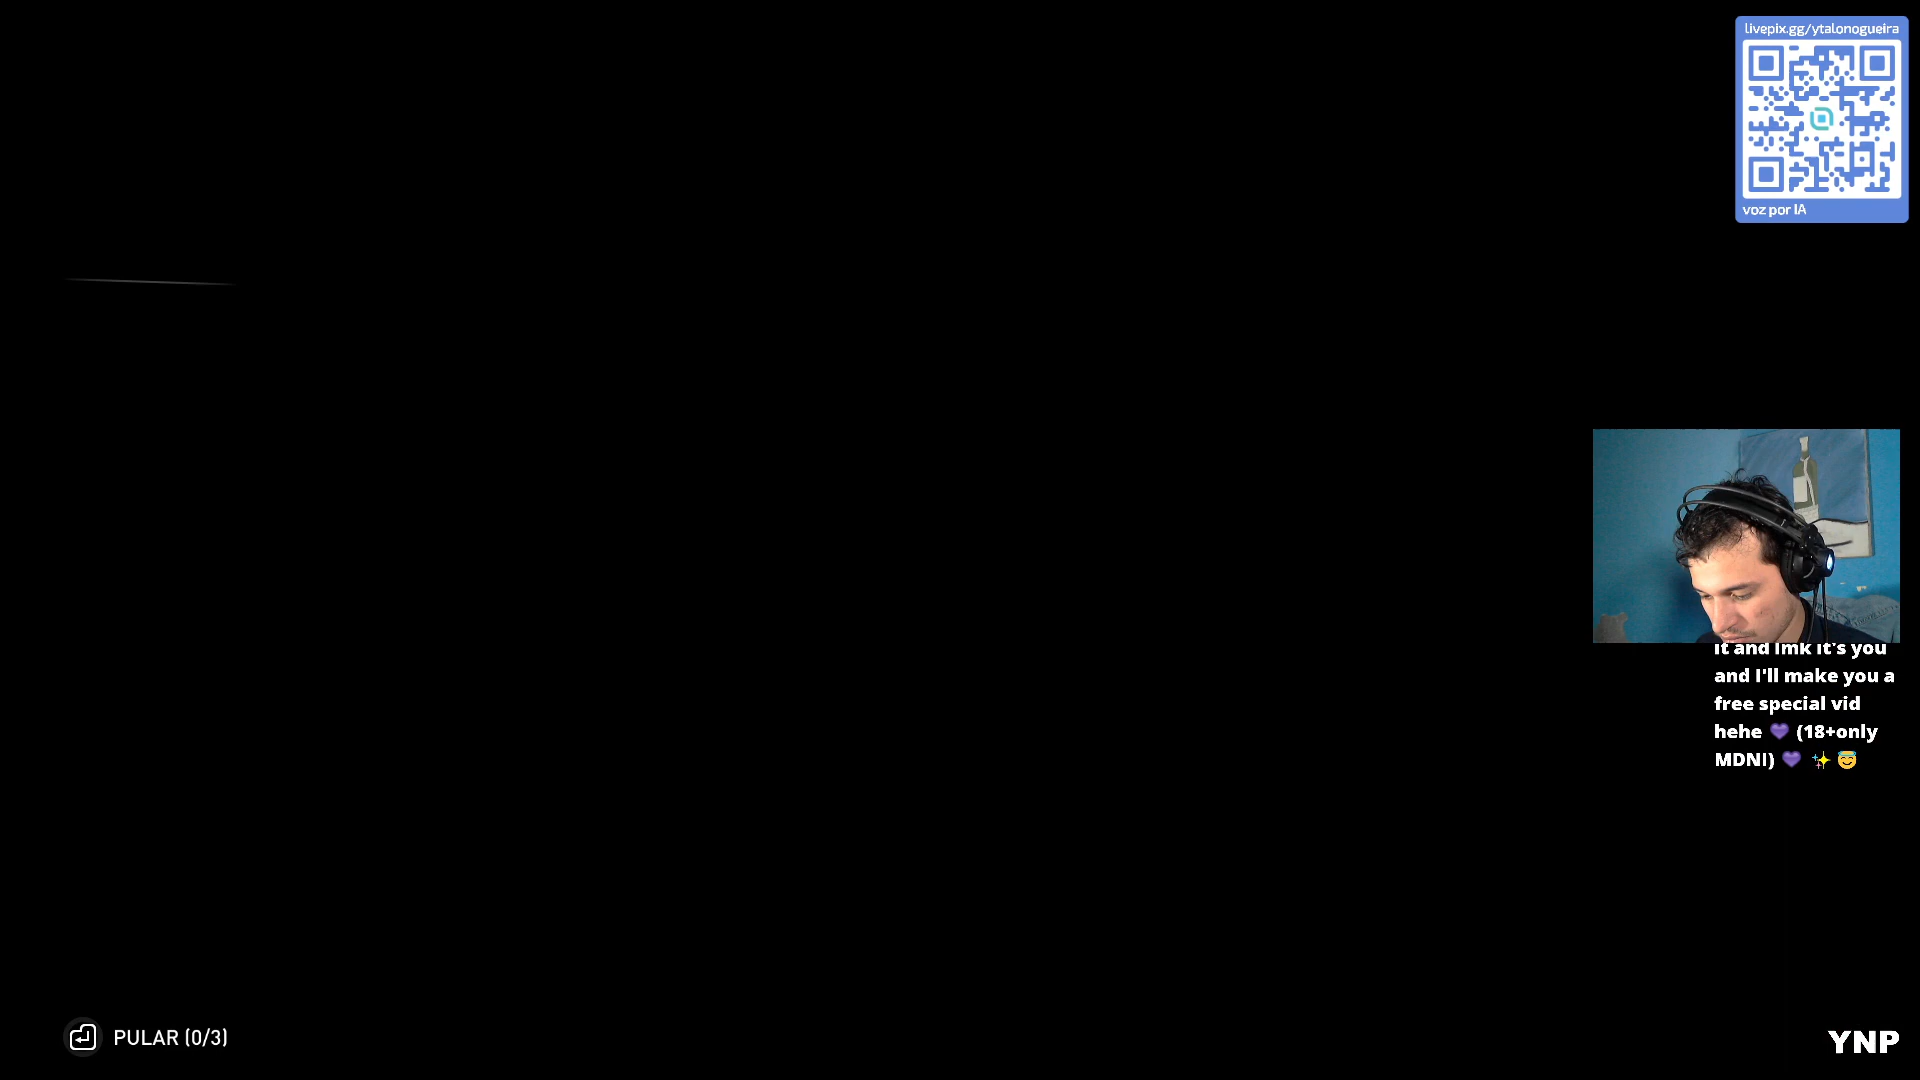 livepix.gg/ytalonogueira
voz por IA
it and lmk it's you
and I'll make you a
free special vid
hehe 💜 (18+only
MDNI) 💜 ✨ 😇
PULAR (0/3)
YNP